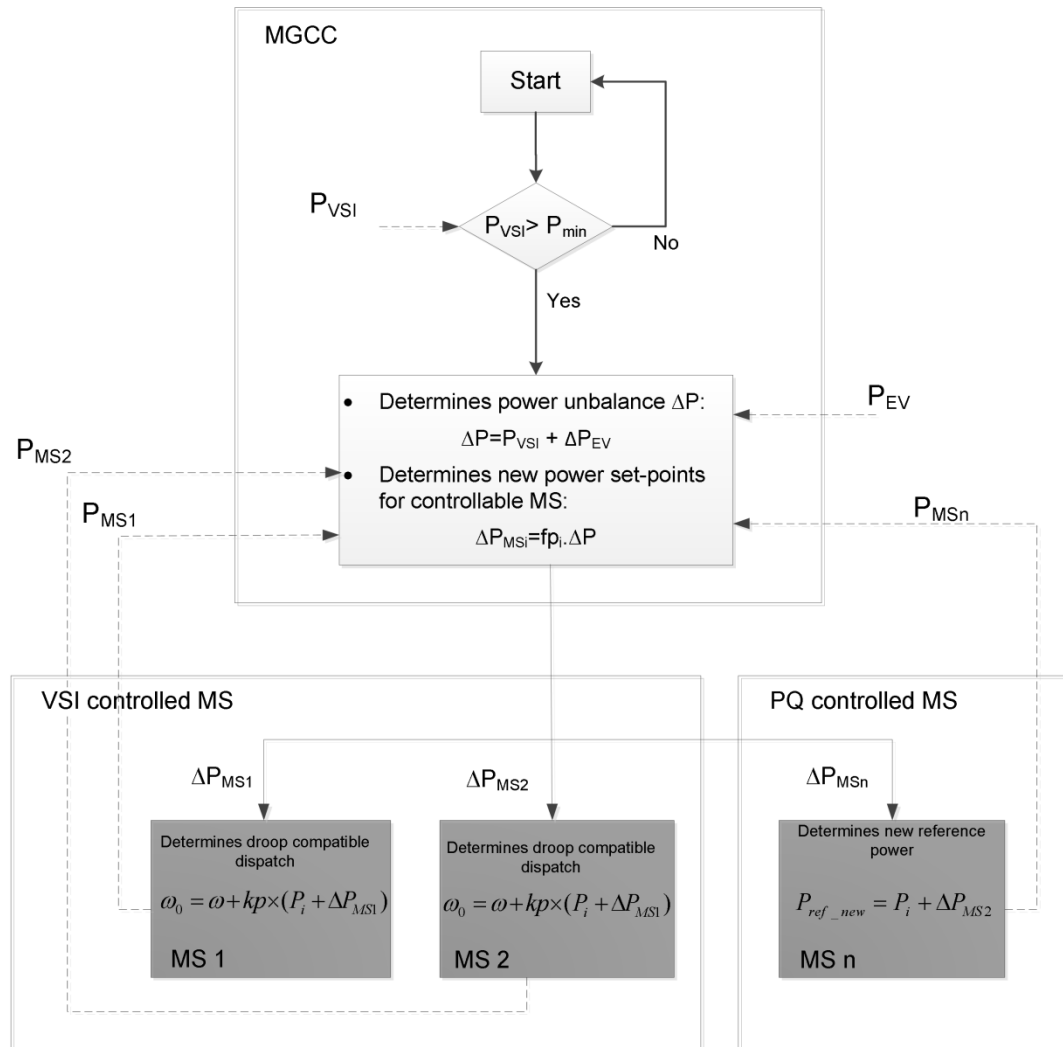 MGCC
Start
P_VSI
P_VSI> P_min
No
Yes
• Determines power unbalance ΔP:
ΔP=P_VSI + ΔP_EV
• Determines new power set-points
for controllable MS:
ΔP_MSi=fp_i.ΔP
P_EV
P_MS2
P_MS1
P_MSn
VSI controlled MS
PQ controlled MS
ΔP_MS1
ΔP_MS2
ΔP_MSn
Determines droop compatible
dispatch
ω_0 = ω + kp×(P_i + ΔP_MS1)
MS 1
Determines droop compatible
dispatch
ω_0 = ω + kp×(P_i + ΔP_MS1)
MS 2
Determines new reference
power
P_ref_new = P_i + ΔP_MS2
MS n